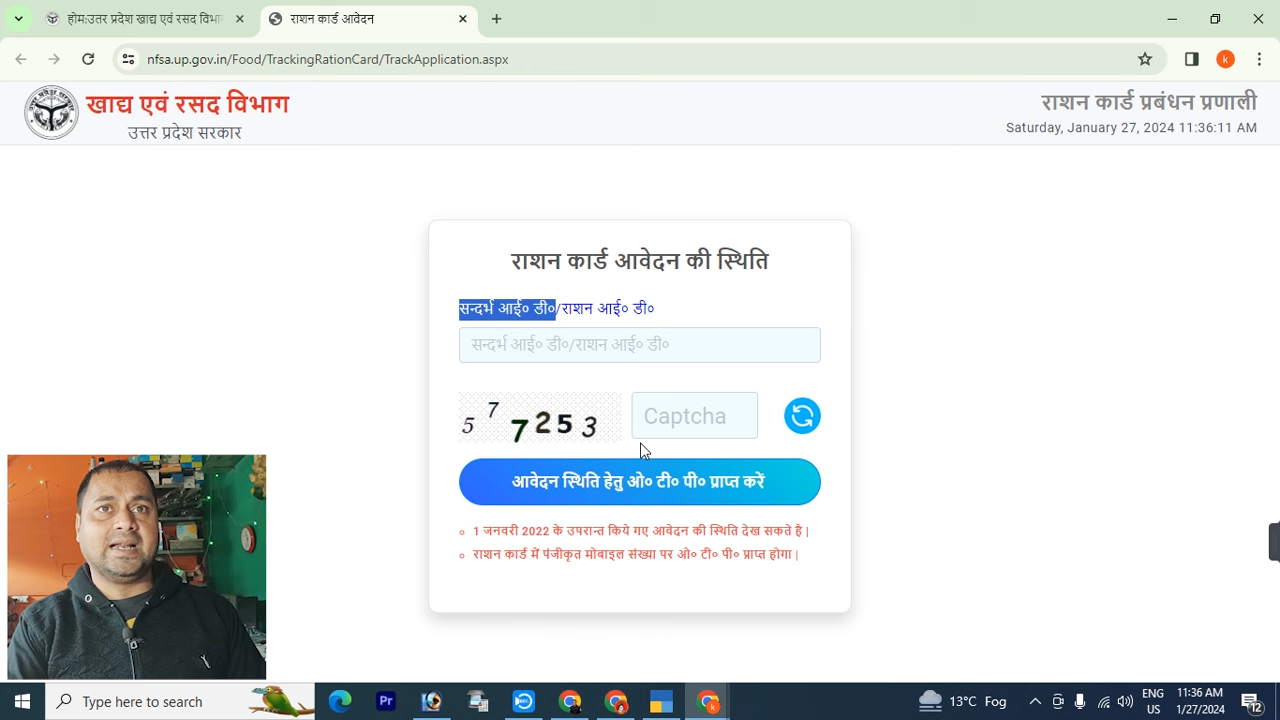 होम:उतर प्रदेश खाद्य एवं रसद विभा
राशन कार्ड आवेदन
nfsa.up.gov.in/Food/TrackingRationCard/TrackApplication.aspx
k
खाद्य एवं रसद विभाग
उत्तर प्रदेश सरकार
राशन कार्ड प्रबंधन प्रणाली
Saturday, January 27, 2024 11:36:11 AM
राशन कार्ड आवेदन की स्थिति
सन्दर्भ आई० डी०/राशन आई० डी०
सन्दर्भ आई० डी०/राशन आई० डी०
5 7 7 2 5 3
Captcha
आवेदन स्थिति हेतु ओ० टी० पी० प्राप्त करें
1 जनवरी 2022 के उपरान्त किये गए आवेदन की स्थिति देख सकते है |
राशन कार्ड में पंजीकृत मोबाइल संख्या पर ओ० टी० पी० प्राप्त होगा |
Type here to search
Pr
k
13°C Fog
ENG
US
11:36 AM
1/27/2024
12